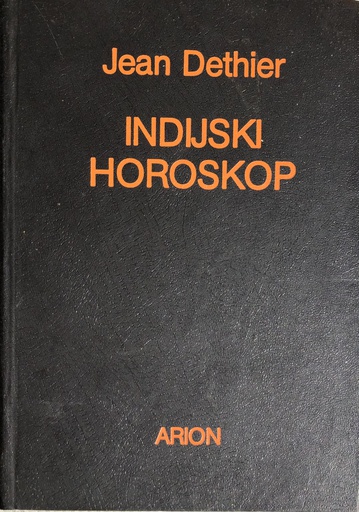 Jean Dethier
INDIJSKI
HOROSKOP
ARION